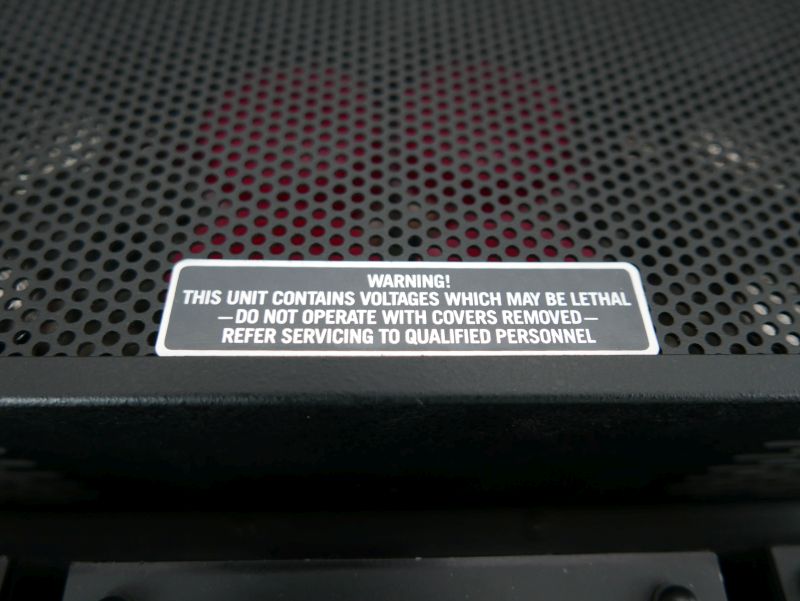 WARNING!
THIS UNIT CONTAINS VOLTAGES WHICH MAY BE LETHAL
—DO NOT OPERATE WITH COVERS REMOVED—
REFER SERVICING TO QUALIFIED PERSONNEL